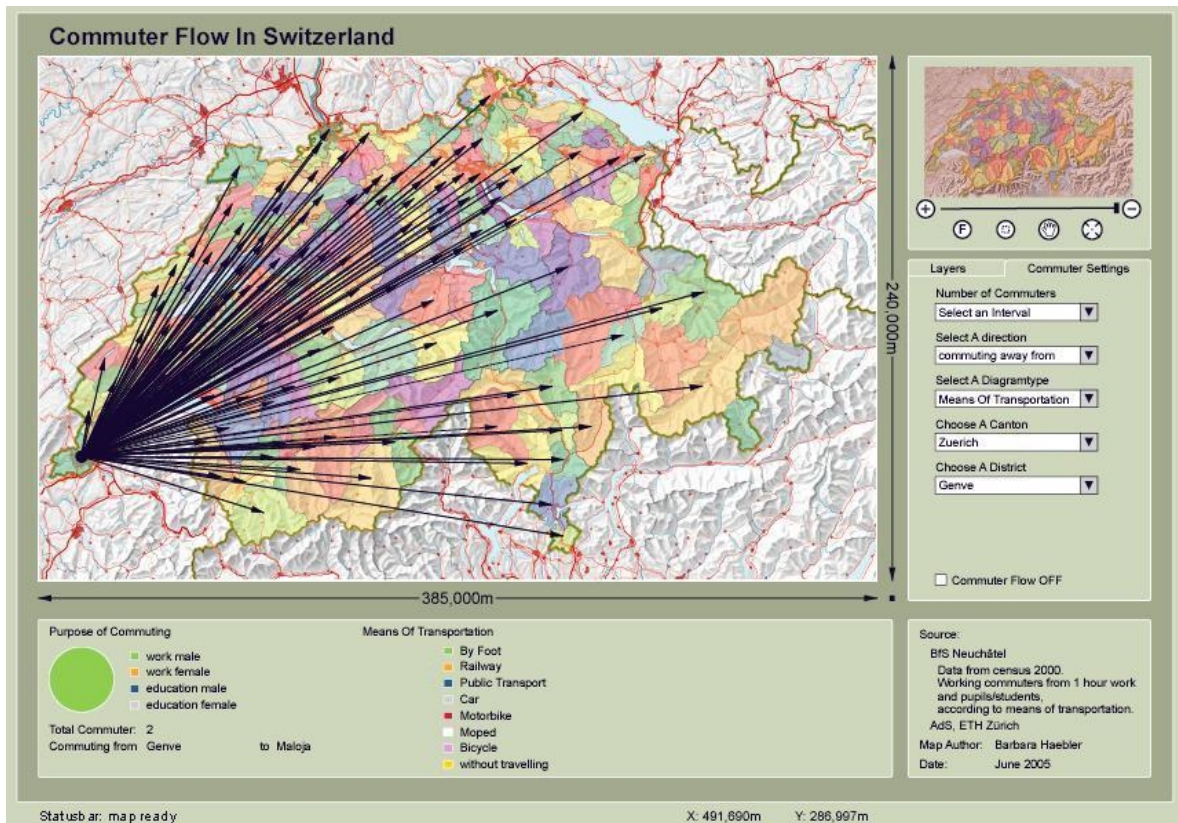 Commuter Flow In Switzerland
240,000m
385,000m
F
Layers
Commuter Settings
Number of Commuters
Select an Interval
Select A direction
commuting away from
Select A Diagramtype
Means Of Transportation
Choose A Canton
Zuerich
Choose A District
Genve
Commuter Flow OFF
Purpose of Commuting
work male
work female
education male
education female
Total Commuter: 2
Commuting from Genve to Maloja
Means Of Transportation
By Foot
Railway
Public Transport
Car
Motorbike
Moped
Bicycle
without travelling
Source:
BfS Neuchâtel
Data from census 2000.
Working commuters from 1 hour work
and pupils/students,
according to means of transportation.
AdS, ETH Zürich
Map Author: Barbara Haebler
Date: June 2005
Statusbar: map ready
X: 491,690m Y: 286,997m